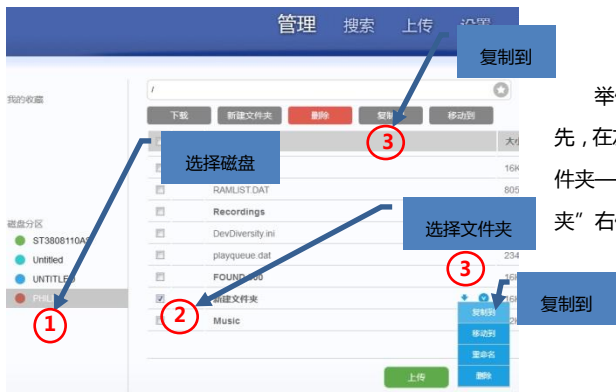 管理 搜索 上传 设置
复制到
我的收藏
/
下载 新建文件夹 删除 复制 移动到
3
大小
选择磁盘
16K
RAMLIST.DAT 805
Recordings
DevDiversity.ini
选择文件夹
playqueue.dat 234
FOUND.000 16K
3
新建文件夹 16K
Music 2K
磁盘分区
ST3808110AS
Untitled
UNTITLED
PHIL
1
2
复制到
移动到
重命名
删除
复制到
上传
举
先，在
件夹—
夹”右